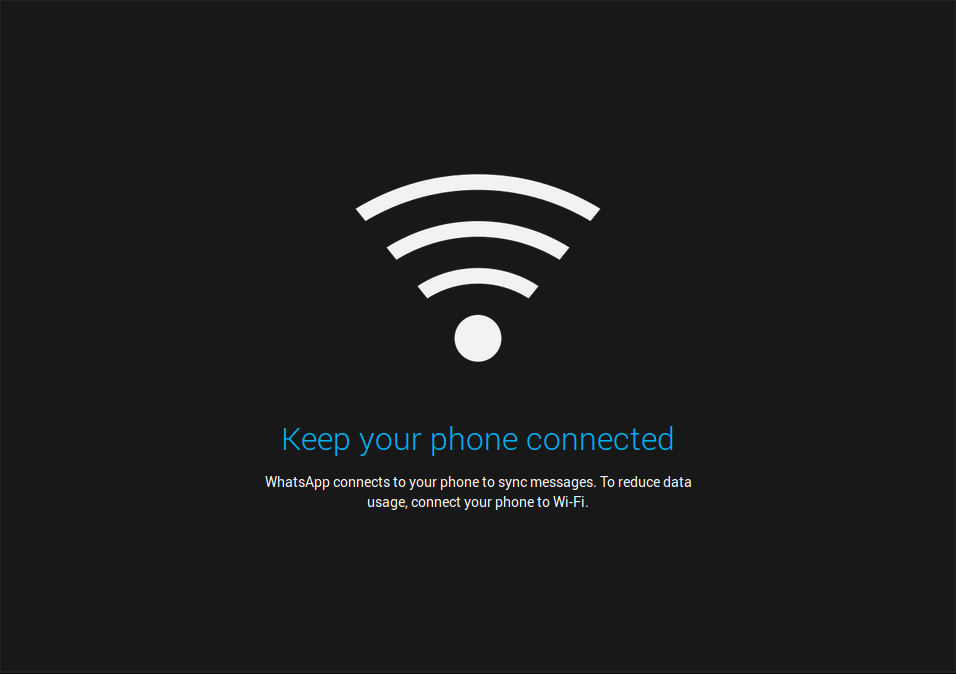 Keep your phone connected
WhatsApp connects to your phone to sync messages. To reduce data
usage, connect your phone to Wi-Fi.